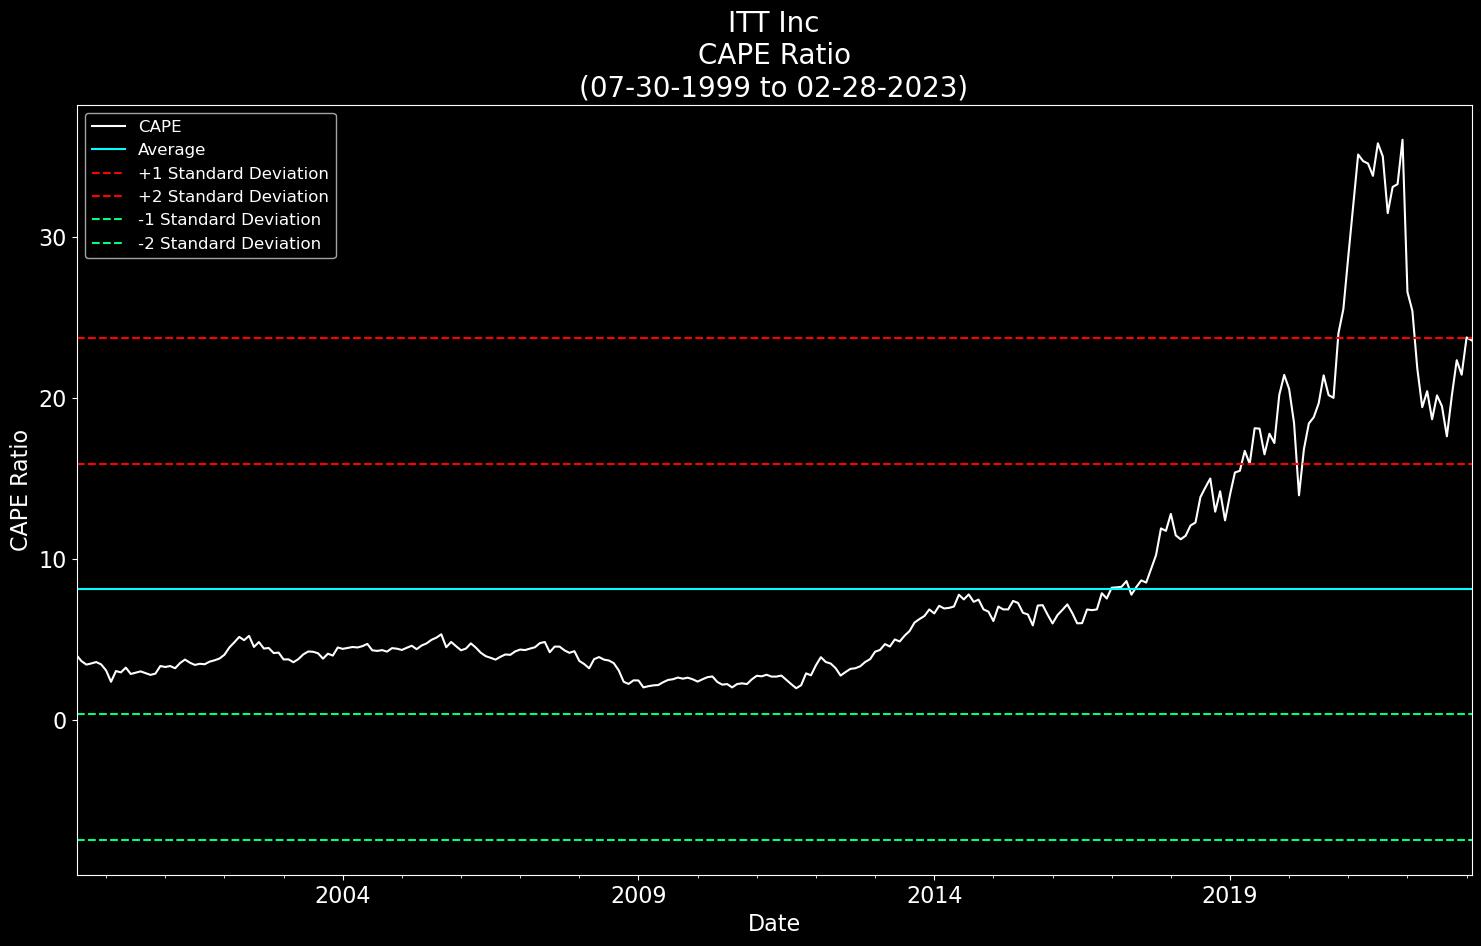 ITT Inc
CAPE Ratio
(07-30-1999 to 02-28-2023)
CAPE
Average
+1 Standard Deviation
+2 Standard Deviation
-1 Standard Deviation
-2 Standard Deviation
CAPE Ratio
30
20
10
0
2004
2009
2014
2019
Date